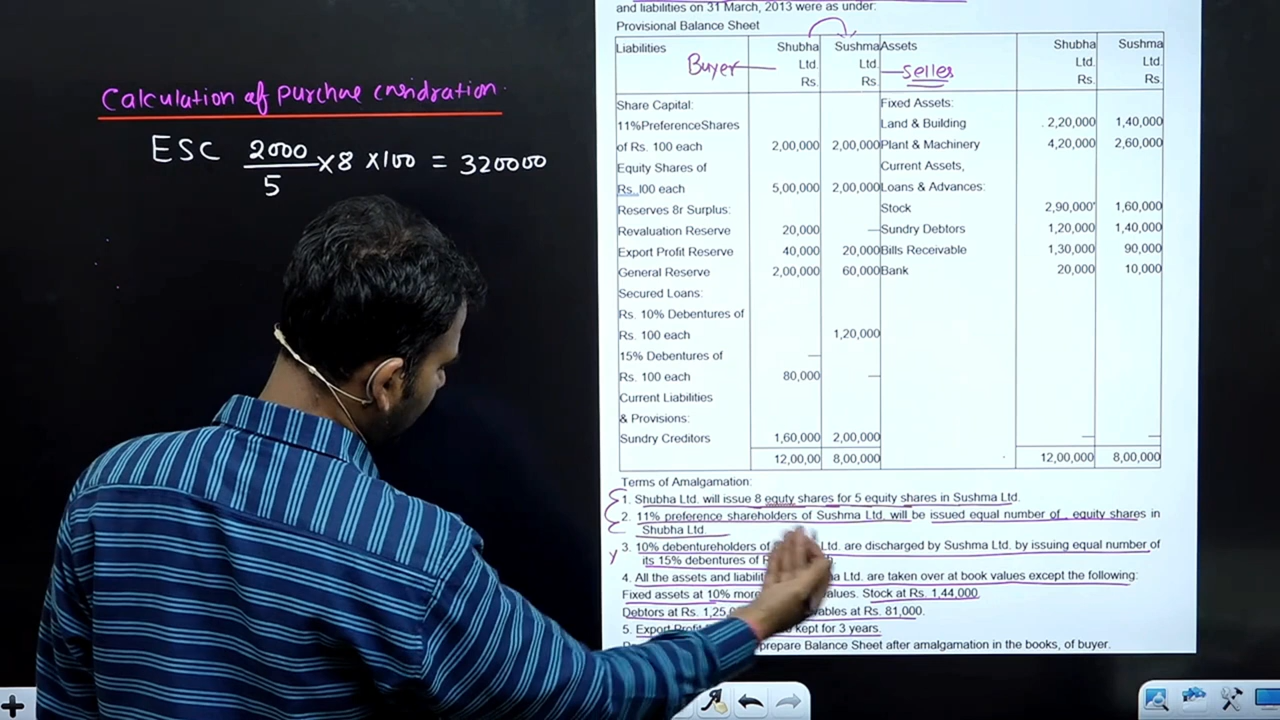 Calculation of purchae cnsidration
ESC 2000/5 ×8 ×100 = 320000
and liabilities on 31 March, 2013 were as under:
Provisional Balance Sheet
Liabilities Shubha Ltd. Rs. Sushma Ltd. Rs. Assets Shubha Ltd. Rs. Sushma Ltd. Rs.
Buyer Seller
Share Capital: Fixed Assets:
11%PreferenceShares Land & Building 2,20,000 1,40,000
of Rs. 100 each 2,00,000 2,00,000 Plant & Machinery 4,20,000 2,60,000
Equity Shares of Current Assets,
Rs. 100 each 5,00,000 2,00,000 Loans & Advances:
Reserves 8r Surplus: Stock 2,90,000 1,60,000
Revaluation Reserve 20,000 — Sundry Debtors 1,20,000 1,40,000
Export Profit Reserve 40,000 20,000 Bills Receivable 1,30,000 90,000
General Reserve 2,00,000 60,000 Bank 20,000 10,000
Secured Loans:
Rs. 10% Debentures of
Rs. 100 each 1,20,000
15% Debentures of —
Rs. 100 each 80,000 —
Current Liabilities
& Provisions:
Sundry Creditors 1,60,000 2,00,000 — —
12,00,00 8,00,000 12,00,000 8,00,000
Terms of Amalgamation:
1. Shubha Ltd. will issue 8 equty shares for 5 equity shares in Sushma Ltd.
2. 11% preference shareholders of Sushma Ltd, will be issued equal number of equity shares in
Shubha Ltd.
3. 10% debentureholders of Ltd. are discharged by Sushma Ltd. by issuing equal number of
its 15% debentures of
4. All the assets and liabilit Ltd. are taken over at book values except the following:
Fixed assets at 10% more values. Stock at Rs. 1,44,000
Debtors at Rs. 1,25, at Rs. 81,000.
5. Export Profit kept for 3 years.
prepare Balance Sheet after amalgamation in the books, of buyer.